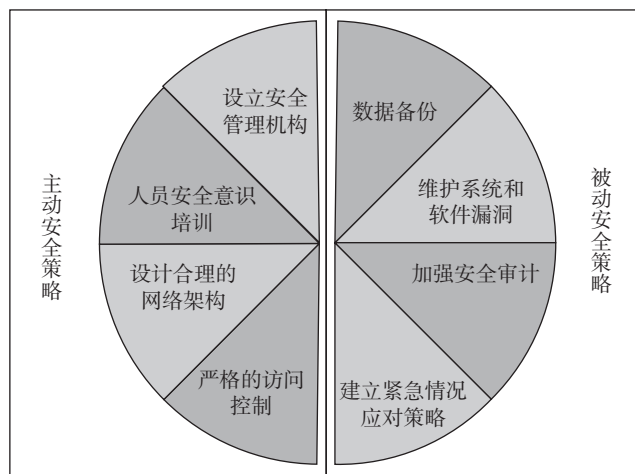 主动安全策略
设立安全
管理机构
人员安全意识
培训
设计合理的
网络架构
严格的访问
控制
数据备份
维护系统和
软件漏洞
加强安全审计
建立紧急情况
应对策略
被动安全策略